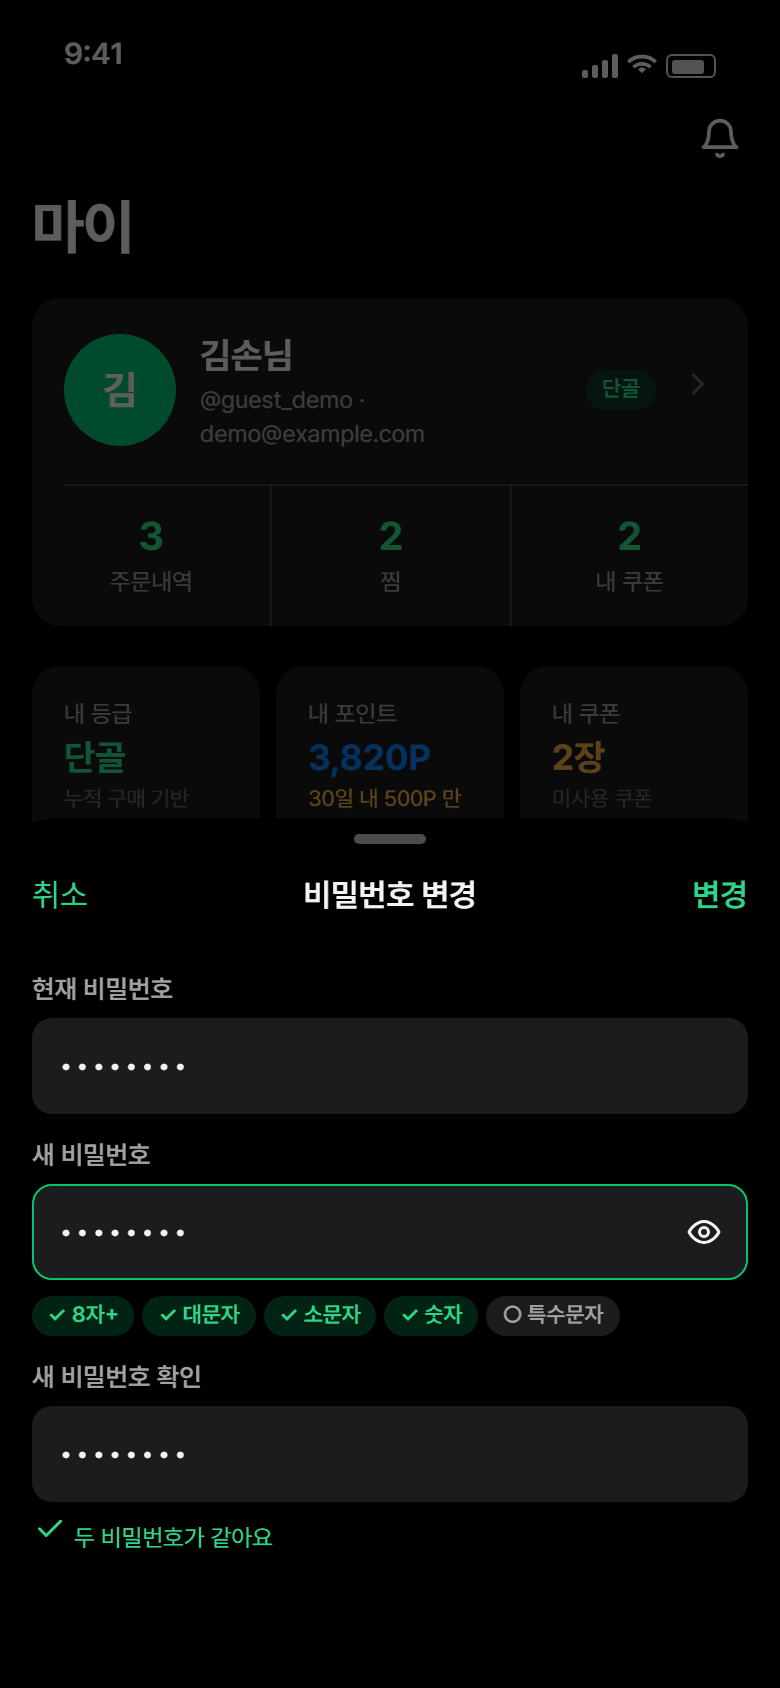 9:41
마이
김
김손님
@guest_demo ·
demo@example.com
단골
3
2
2
주문내역
찜
내 쿠폰
내 등급
내 포인트
내 쿠폰
단골
3,820P
2장
누적 구매 기반
30일 내 500P 만
미사용 쿠폰
취소
비밀번호 변경
변경
현재 비밀번호
••••••••
새 비밀번호
••••••••
8자+
대문자
소문자
숫자
특수문자
새 비밀번호 확인
••••••••
두 비밀번호가 같아요